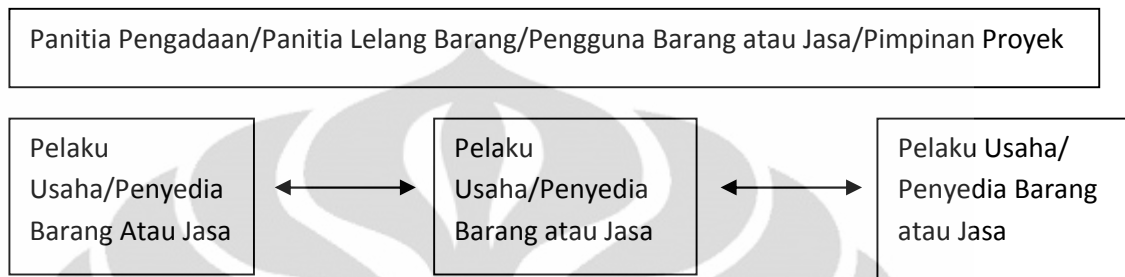 Panitia Pengadaan/Panitia Lelang Barang/Pengguna Barang atau Jasa/Pimpinan Proyek
Pelaku
Usaha/Penyedia
Barang Atau Jasa
Pelaku
Usaha/Penyedia
Barang atau Jasa
Pelaku Usaha/
Penyedia Barang
atau Jasa